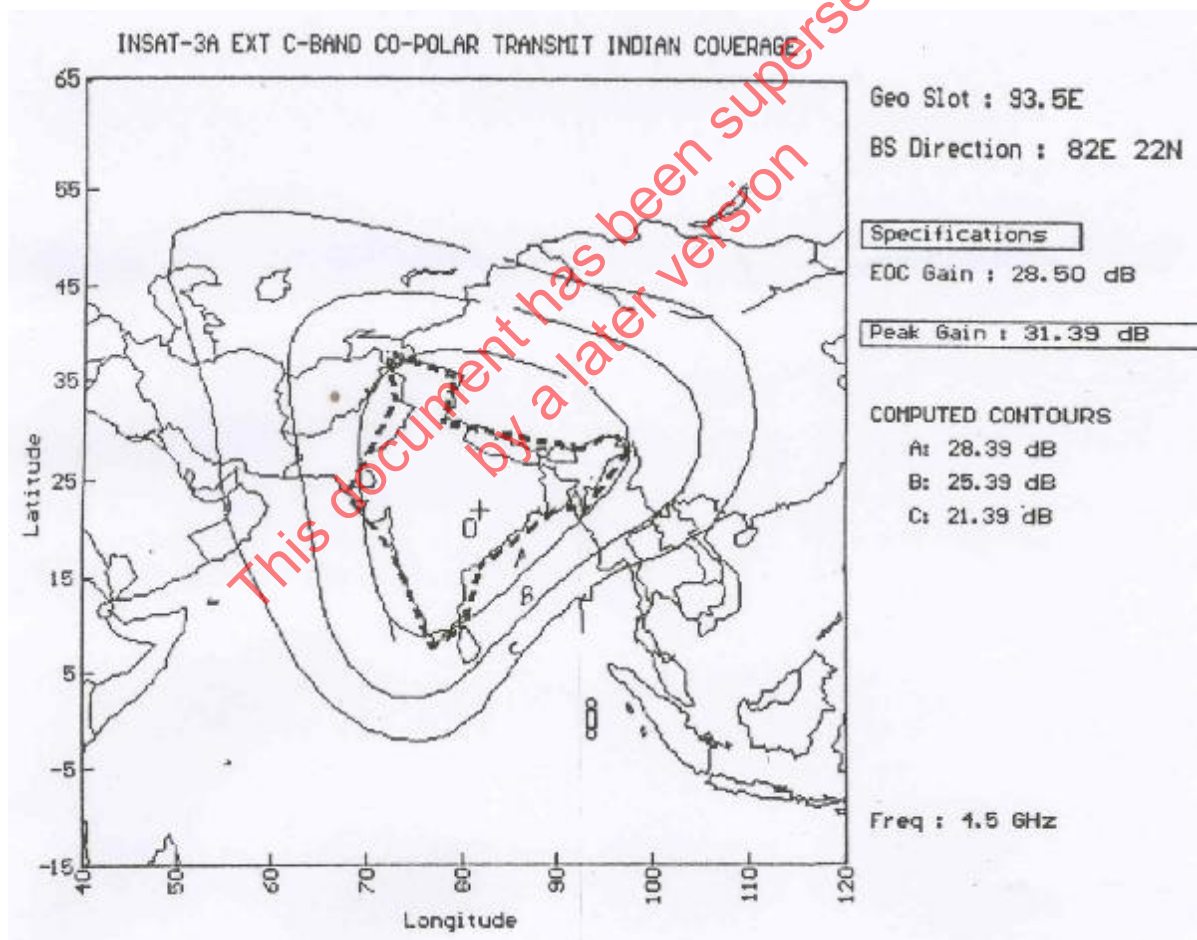 INSAT-3A EXT C-BAND CO-POLAR TRANSMIT INDIAN COVERAGE
Geo Slot : 93.5E
BS Direction : 82E 22N
Specifications
EOC Gain : 28.50 dB
Peak Gain : 31.39 dB
COMPUTED CONTOURS
A: 28.39 dB
B: 25.39 dB
C: 21.39 dB
Freq : 4.5 GHz
65
55
45
35
25
15
5
-5
-15
Latitude
40
50
60
70
80
90
100
110
120
Longitude
B
C
This document has been superse
by a later version